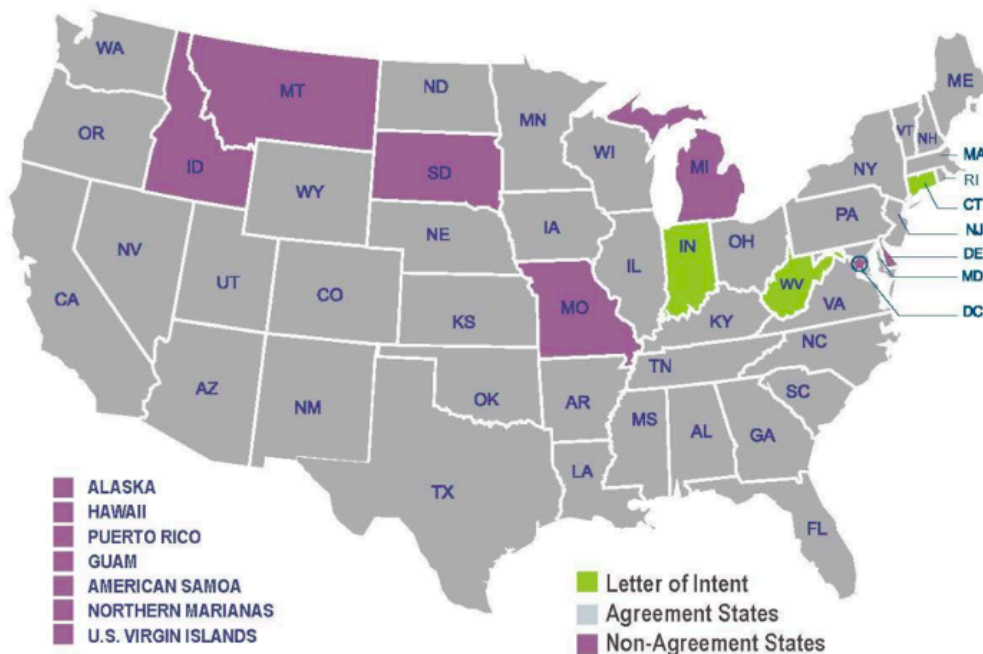 WA
MT
ND
MN
ME
OR
ID
SD
WI
MI
VT
NH
NY
MA
RI
CT
WY
IA
PA
NJ
NE
NV
UT
IL
IN
OH
DE
MD
CA
CO
WV
VA
DC
KS
MO
KY
NC
TN
AZ
NM
OK
AR
SC
MS
AL
GA
LA
TX
FL
ALASKA
HAWAII
PUERTO RICO
GUAM
AMERICAN SAMOA
NORTHERN MARIANAS
U.S. VIRGIN ISLANDS
Letter of Intent
Agreement States
Non-Agreement States